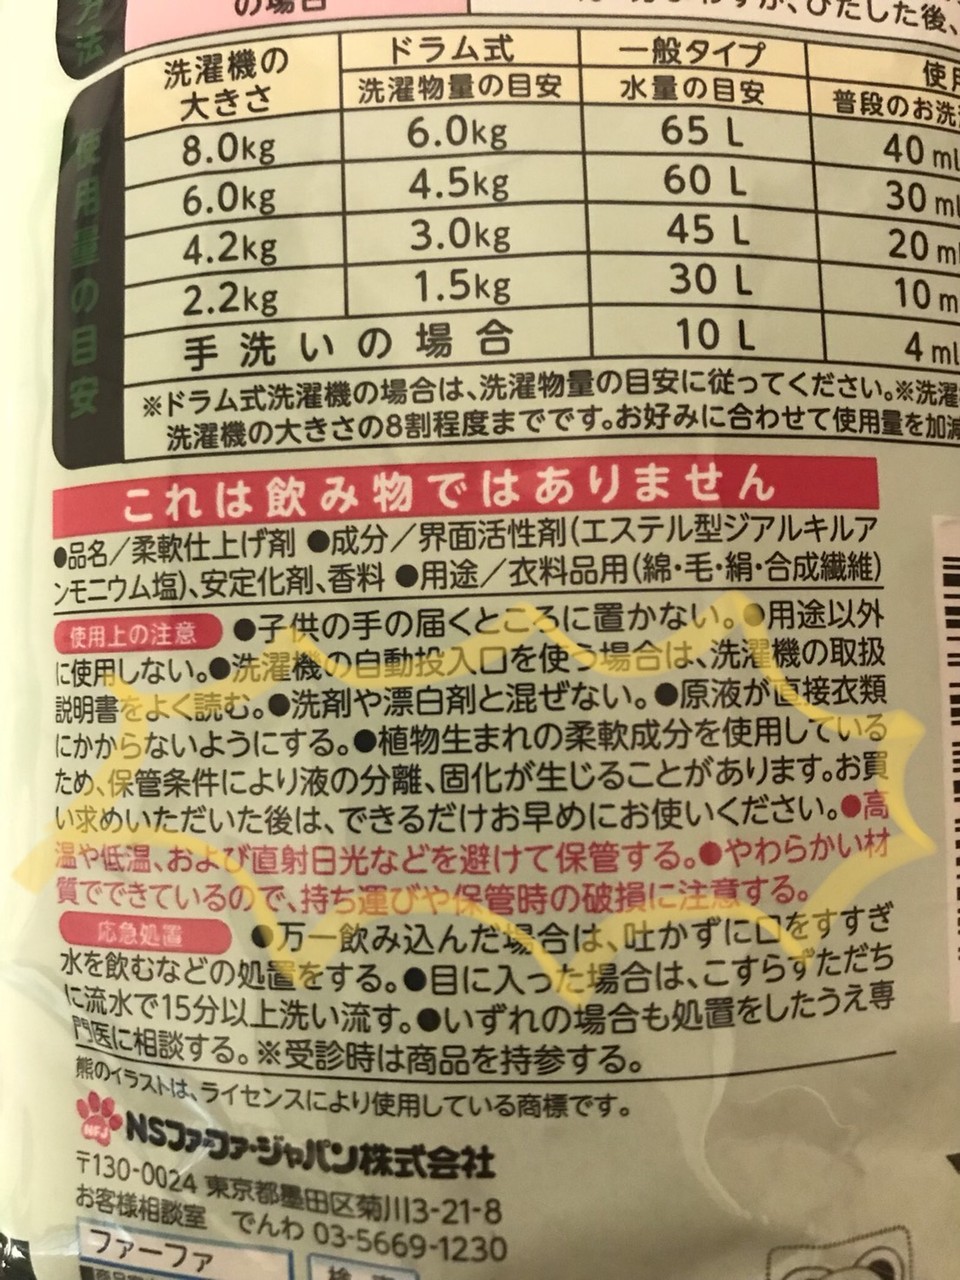 方法
の場合
ひたした後、
使用量の目安
洗濯機の大きさ ドラム式 洗濯物量の目安 一般タイプ 水量の目安 使用 普段のお洗
8.0kg 6.0kg 65 L 40 ml
6.0kg 4.5kg 60 L 30 ml
4.2kg 3.0kg 45 L 20 ml
2.2kg 1.5kg 30 L 10 m
手洗いの場合 10 L 4 ml
※ドラム式洗濯機の場合は、洗濯物量の目安に従ってください。※洗濯
洗濯機の大きさの8割程度までです。お好みに合わせて使用量を加減
これは飲み物ではありません
●品名／柔軟仕上げ剤 ●成分／界面活性剤(エステル型ジアルキルア
ンモニウム塩)、安定化剤、香料 ●用途／衣料品用(綿・毛・絹・合成繊維)
使用上の注意 ●子供の手の届くところに置かない。●用途以外
に使用しない。●洗濯機の自動投入口を使う場合は、洗濯機の取扱
説明書をよく読む。●洗剤や漂白剤と混ぜない。●原液が直接衣類
にかからないようにする。●植物生まれの柔軟成分を使用している
ため、保管条件により液の分離、固化が生じることがあります。お買
い求めいただいた後は、できるだけお早めにお使いください。●高
温や低温、および直射日光などを避けて保管する。●やわらかい材
質でできているので、持ち運びや保管時の破損に注意する。
応急処置 ●万一飲み込んだ場合は、吐かずに口をすすぎ
水を飲むなどの処置をする。●目に入った場合は、こすらずただち
に流水で15分以上洗い流す。●いずれの場合も処置をしたうえ専
門医に相談する。※受診時は商品を持参する。
熊のイラストは、ライセンスにより使用している商標です。
NFJ NSファーファ・ジャパン株式会社
〒130-0024 東京都墨田区菊川3-21-8
お客様相談室 でんわ 03-5669-1230
ファーファ